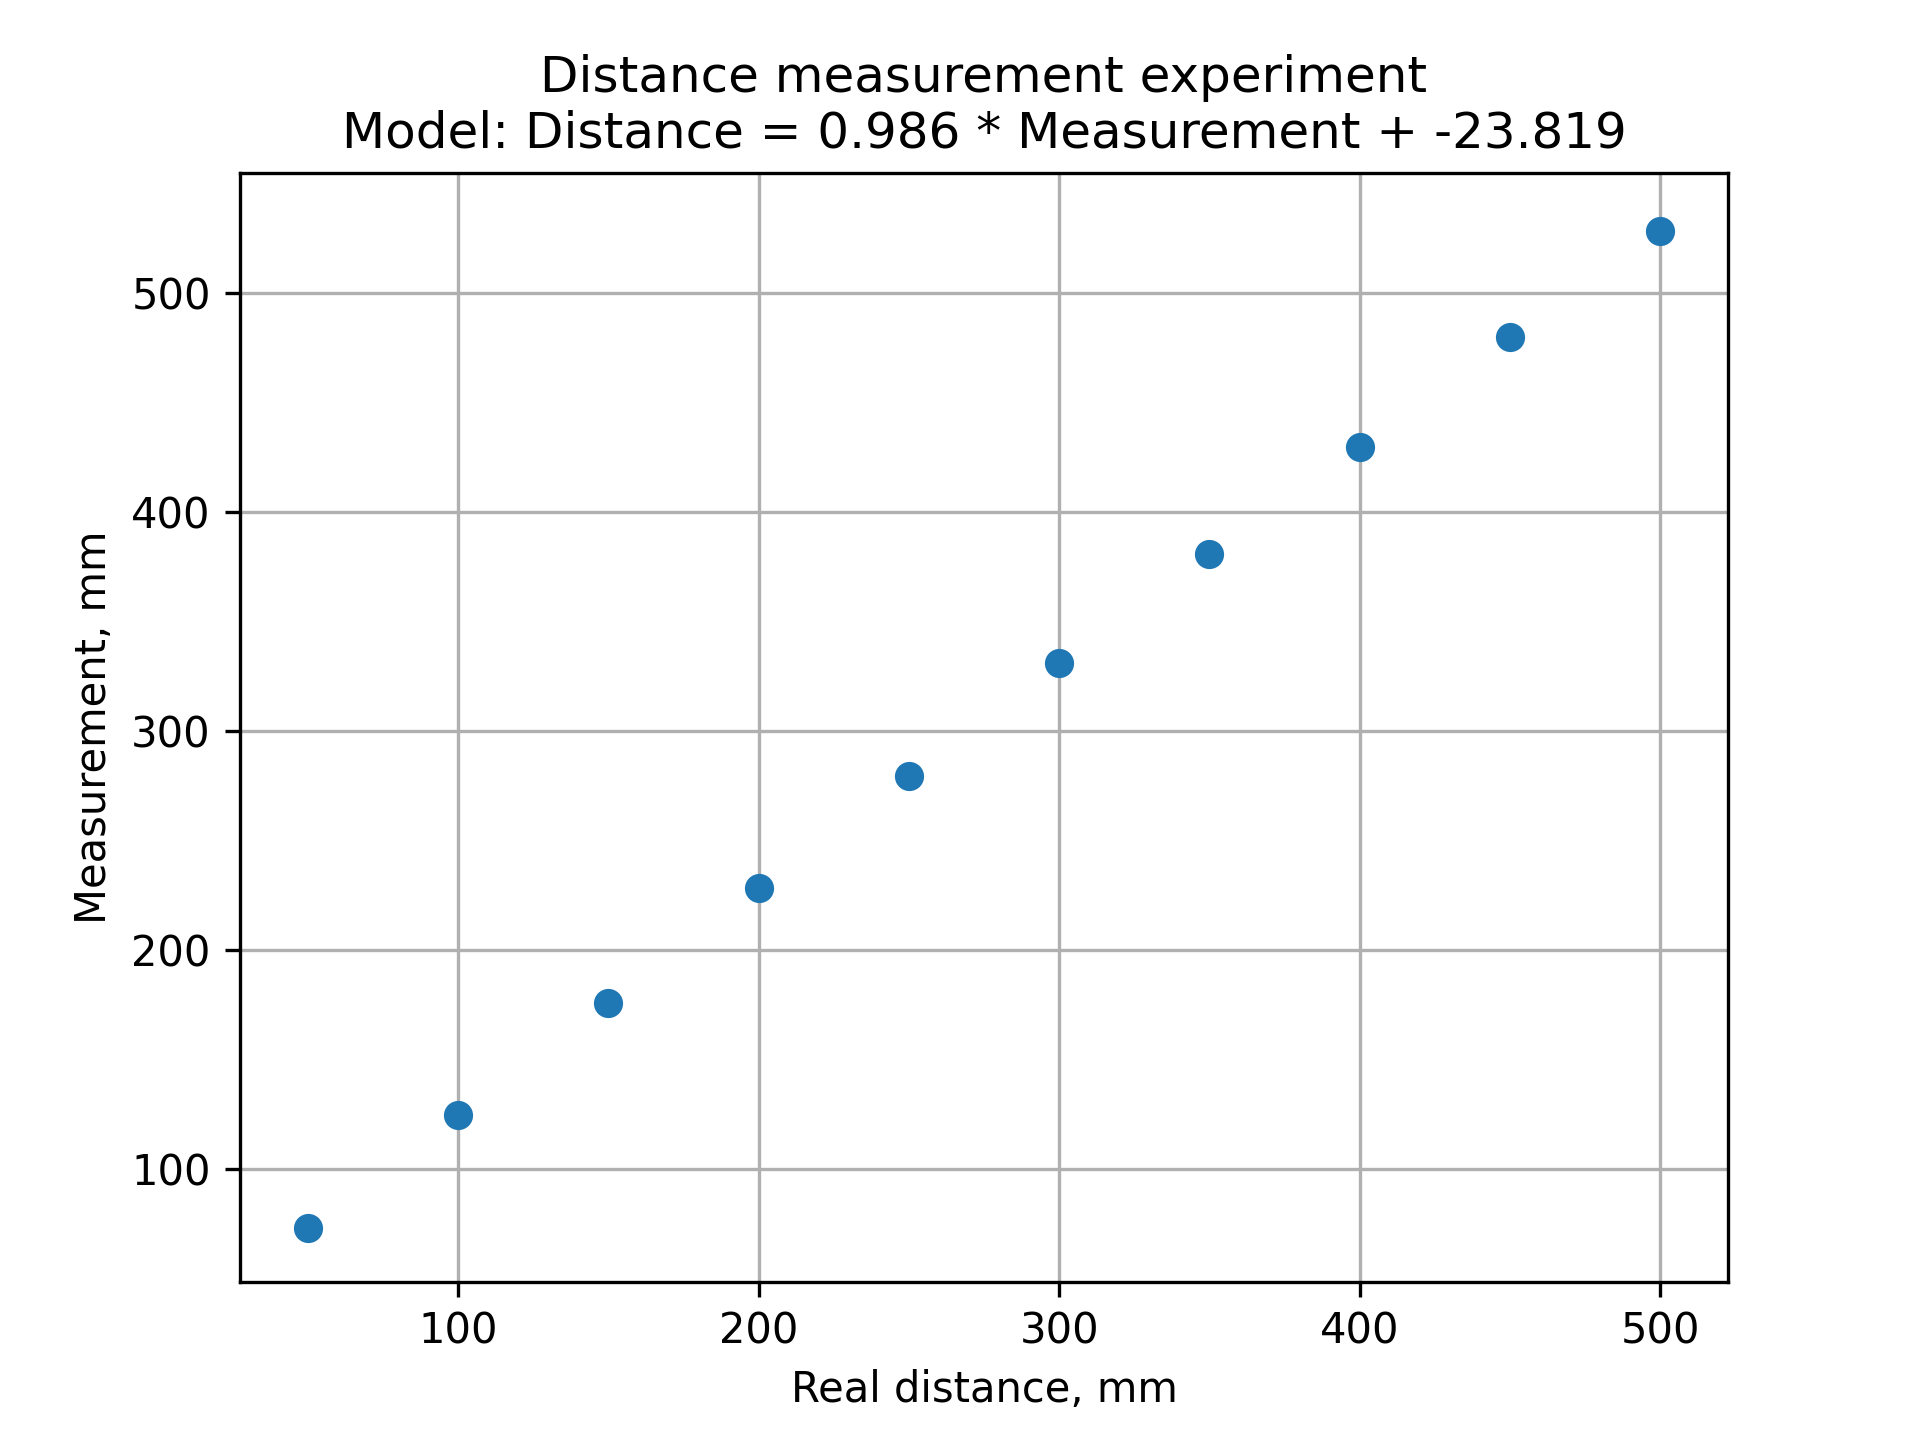 Distance measurement experiment
Model: Distance = 0.986 * Measurement + -23.819
500
400
300
200
100
Measurement, mm
100 200 300 400 500
Real distance, mm